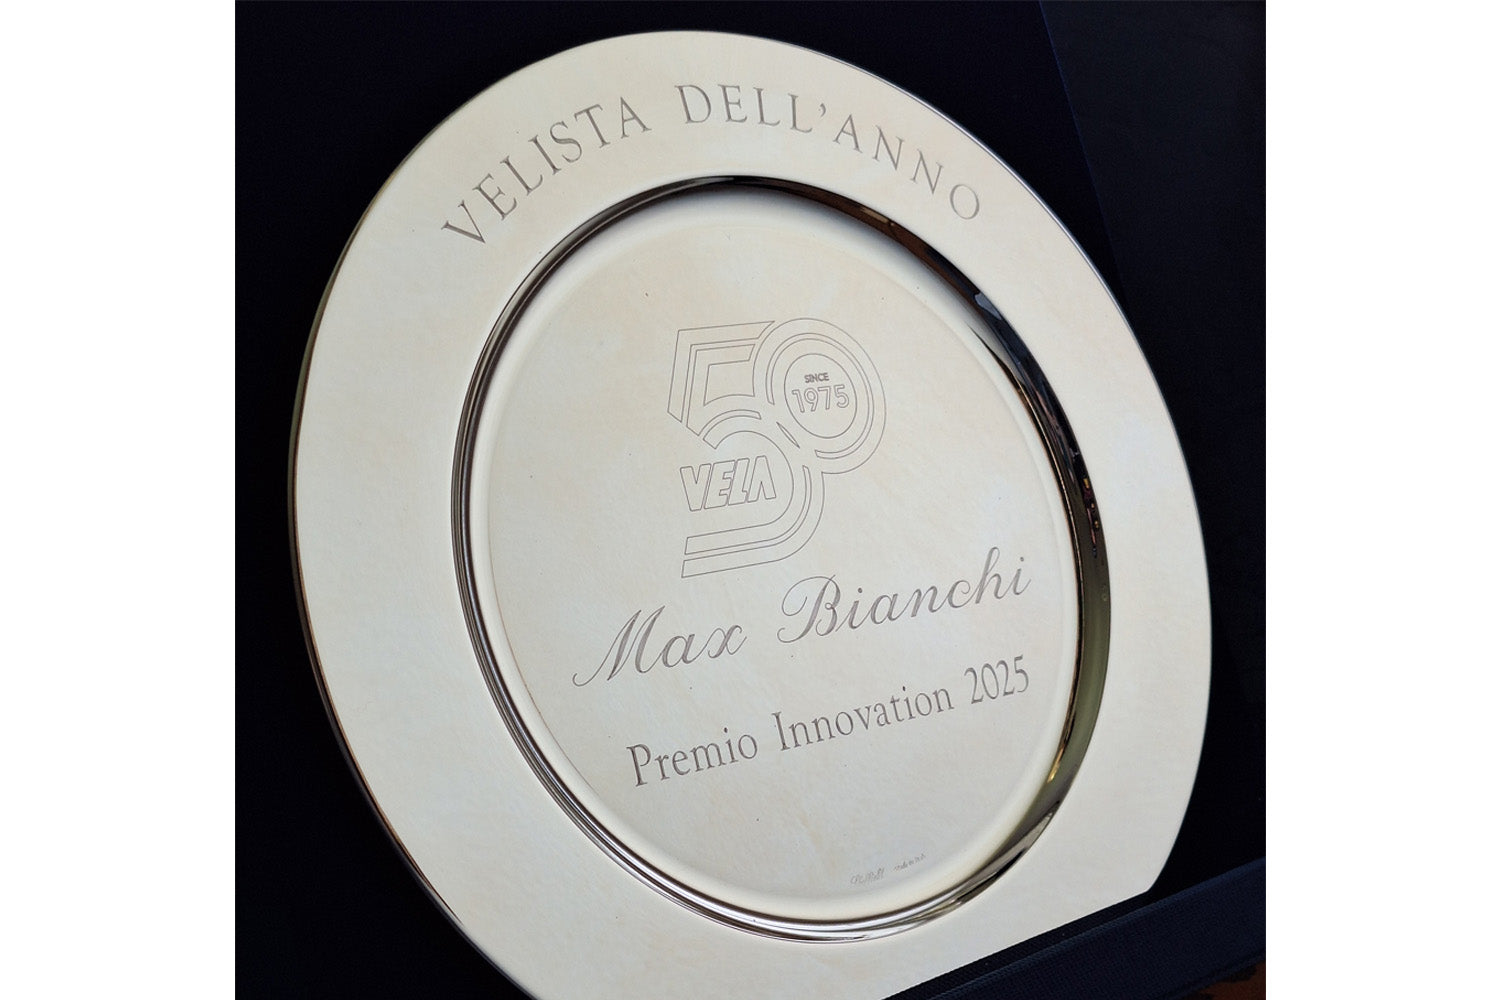 VELISTA DELL'ANNO
SINCE
1975
VELA
Max Bianchi
Premio Innovation 2025